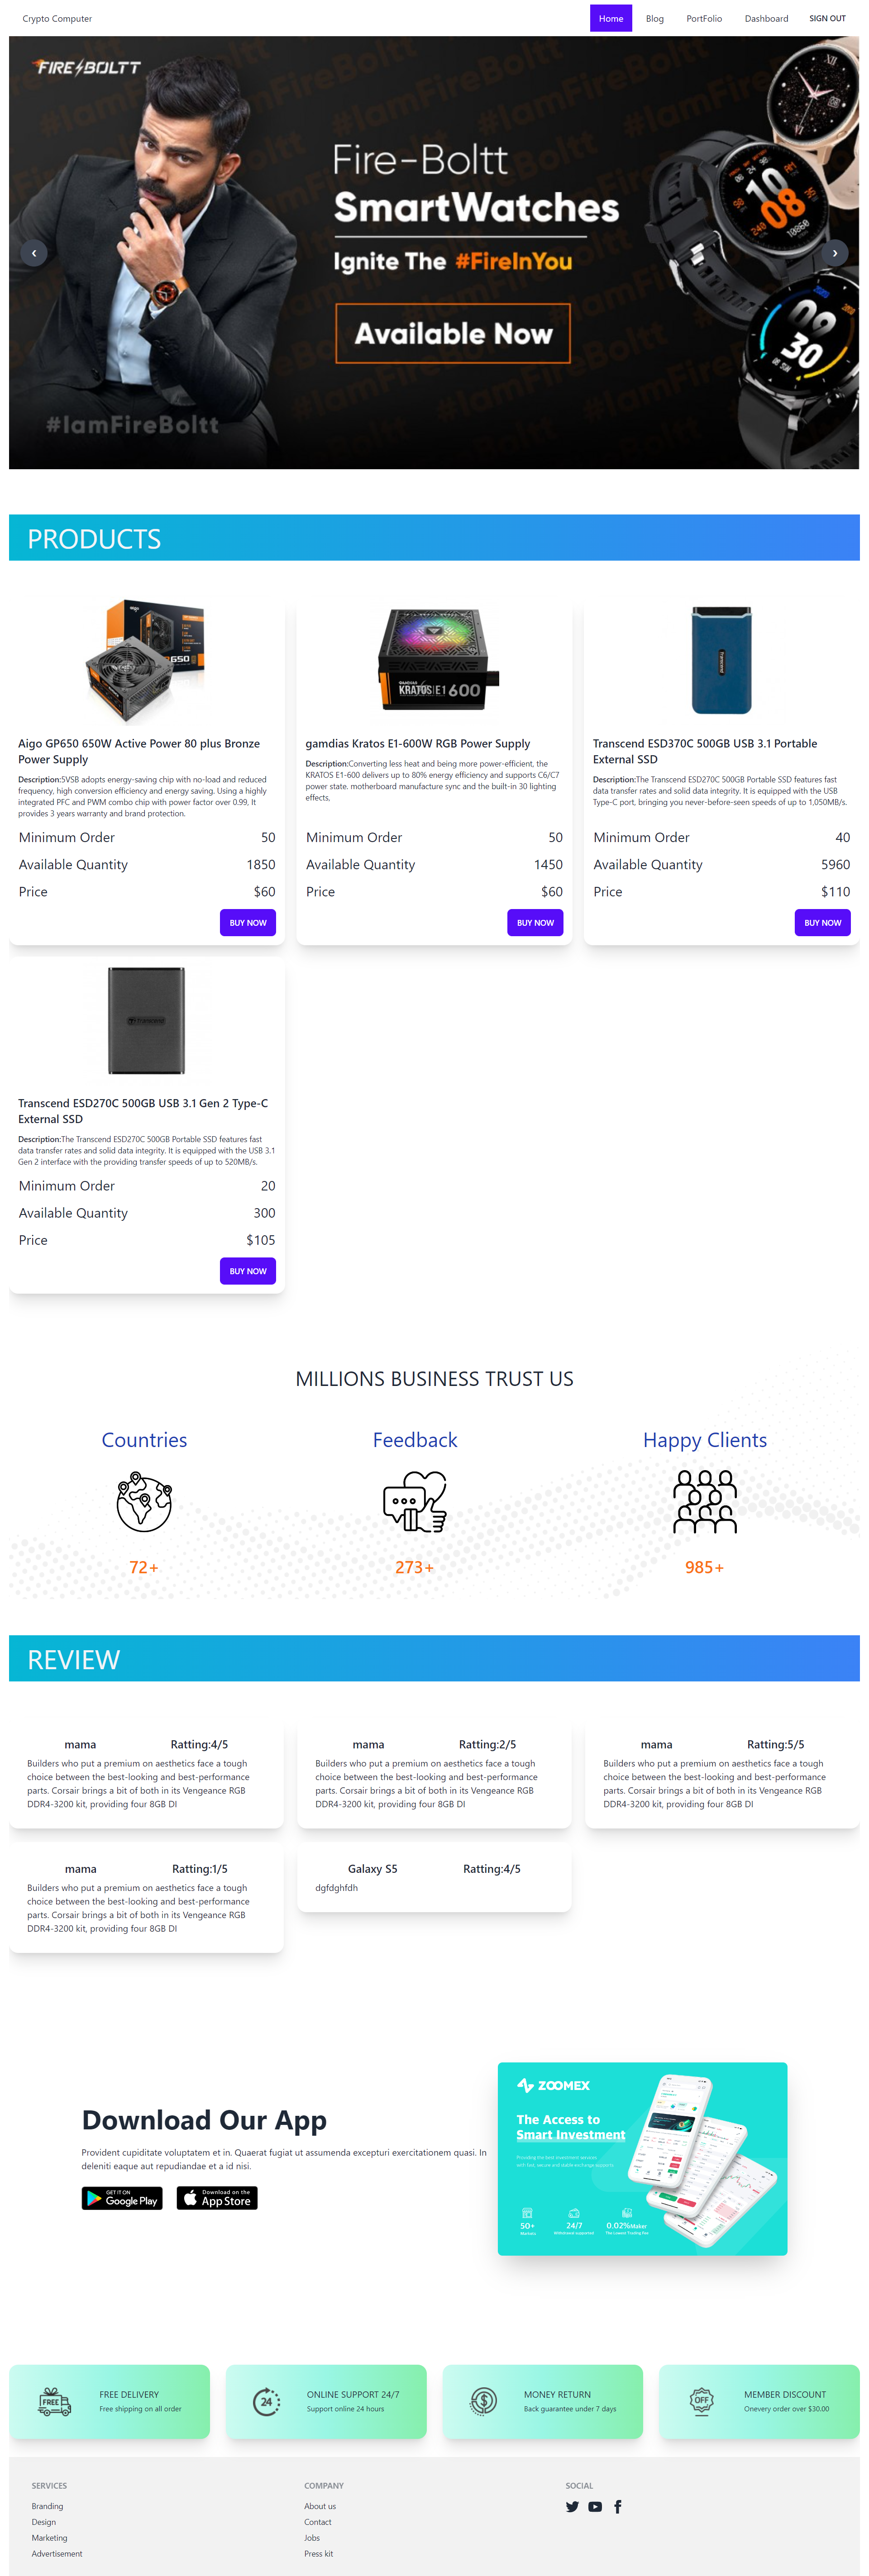 Crypto Computer
Home
Blog
PortFolio
Dashboard
SIGN OUT
FIRE-BOLTT
Fire-Boltt
SmartWatches
Ignite The #FireInYou
Available Now
#IamFireBoltt
‹
›
PRODUCTS
Aigo GP650 650W Active Power 80 plus Bronze
Power Supply
Description:5VSB adopts energy-saving chip with no-load and reduced
frequency, high conversion efficiency and energy saving. Using a highly
integrated PFC and PWM combo chip with power factor over 0.99, It
provides 3 years warranty and brand protection.
Minimum Order 50
Available Quantity 1850
Price $60
BUY NOW
KRATOS E1 600
gamdias Kratos E1-600W RGB Power Supply
Description:Converting less heat and being more power-efficient, the
KRATOS E1-600 delivers up to 80% energy efficiency and supports C6/C7
power state. motherboard manufacture sync and the built-in 30 lighting
effects,
Minimum Order 50
Available Quantity 1450
Price $60
BUY NOW
Transcend
Transcend ESD370C 500GB USB 3.1 Portable
External SSD
Description:The Transcend ESD370C 500GB Portable SSD features fast
data transfer rates and solid data integrity. It is equipped with the USB
Type-C port, bringing you never-before-seen speeds of up to 1,050MB/s.
Minimum Order 40
Available Quantity 5960
Price $110
BUY NOW
Transcend
Transcend ESD270C 500GB USB 3.1 Gen 2 Type-C
External SSD
Description:The Transcend ESD270C 500GB Portable SSD features fast
data transfer rates and solid data integrity. It is equipped with the USB 3.1
Gen 2 interface with the providing transfer speeds of up to 520MB/s.
Minimum Order 20
Available Quantity 300
Price $105
BUY NOW
MILLIONS BUSINESS TRUST US
Countries
72+
Feedback
273+
Happy Clients
985+
REVIEW
mama Ratting:4/5
Builders who put a premium on aesthetics face a tough
choice between the best-looking and best-performance
parts. Corsair brings a bit of both in its Vengeance RGB
DDR4-3200 kit, providing four 8GB DI
mama Ratting:2/5
Builders who put a premium on aesthetics face a tough
choice between the best-looking and best-performance
parts. Corsair brings a bit of both in its Vengeance RGB
DDR4-3200 kit, providing four 8GB DI
mama Ratting:5/5
Builders who put a premium on aesthetics face a tough
choice between the best-looking and best-performance
parts. Corsair brings a bit of both in its Vengeance RGB
DDR4-3200 kit, providing four 8GB DI
mama Ratting:1/5
Builders who put a premium on aesthetics face a tough
choice between the best-looking and best-performance
parts. Corsair brings a bit of both in its Vengeance RGB
DDR4-3200 kit, providing four 8GB DI
Galaxy S5 Ratting:4/5
dgfdghfdh
Download Our App
Provident cupiditate voluptatem et in. Quaerat fugiat ut assumenda excepturi exercitationem quasi. In
deleniti eaque aut repudiandae et a id nisi.
GET IT ON
Google Play
Download on the
App Store
ZOOMEX
The Access to
Smart Investment
50+
Markets
24/7
0.02%Maker
FREE
FREE DELIVERY
Free shipping on all order
24
ONLINE SUPPORT 24/7
Support online 24 hours
MONEY RETURN
Back guarantee under 7 days
OFF
MEMBER DISCOUNT
Onevery order over $30.00
SERVICES
Branding
Design
Marketing
Advertisement
COMPANY
About us
Contact
Jobs
Press kit
SOCIAL